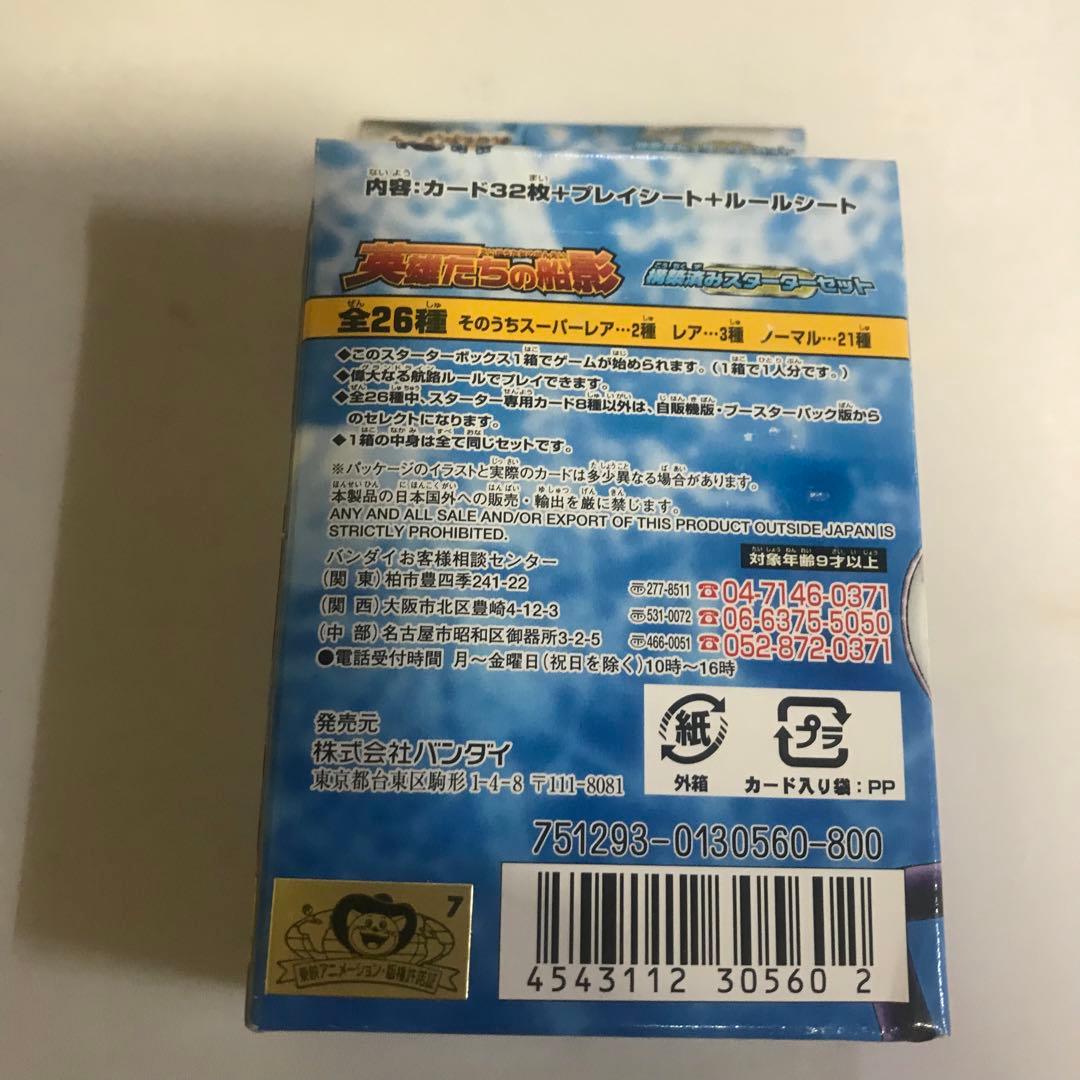 内容:カード32枚+プレイシート+ルールシート
英雄たちの船影 構築済みスターターセット
全26種 そのうちスーパーレア…2種 レア…3種 ノーマル…21種
◆このスターターボックス1箱でゲームが始められます。(1箱で1人分です。)
◆偉大なる航路ルールでプレイできます。
◆全26種中、スターター専用カード8種以外は、自販機版・ブースターパック版から
のセレクトになります。
◆1箱の中身は全て同じセットです。
※パッケージのイラストと実際のカードは多少異なる場合があります。
本製品の日本国外への販売・輸出を厳に禁じます。
ANY AND ALL SALE AND/OR EXPORT OF THIS PRODUCT OUTSIDE JAPAN IS
STRICTLY PROHIBITED.
バンダイお客様相談センター
対象年齢9才以上
(関 東)柏市豊四季241-22 〒277-8511 ☎04-7146-0371
(関 西)大阪市北区豊崎4-12-3 〒531-0072 ☎06-6375-5050
(中 部)名古屋市昭和区御器所3-2-5 〒466-0051 ☎052-872-0371
●電話受付時間 月〜金曜日(祝日を除く)10時〜16時
発売元
株式会社バンダイ
東京都台東区駒形1-4-8 〒111-8081
紙
外箱
プラ
カード入り袋:PP
751293-0130560-800
4543112 305602
7
東映アニメーション・版権許諾証